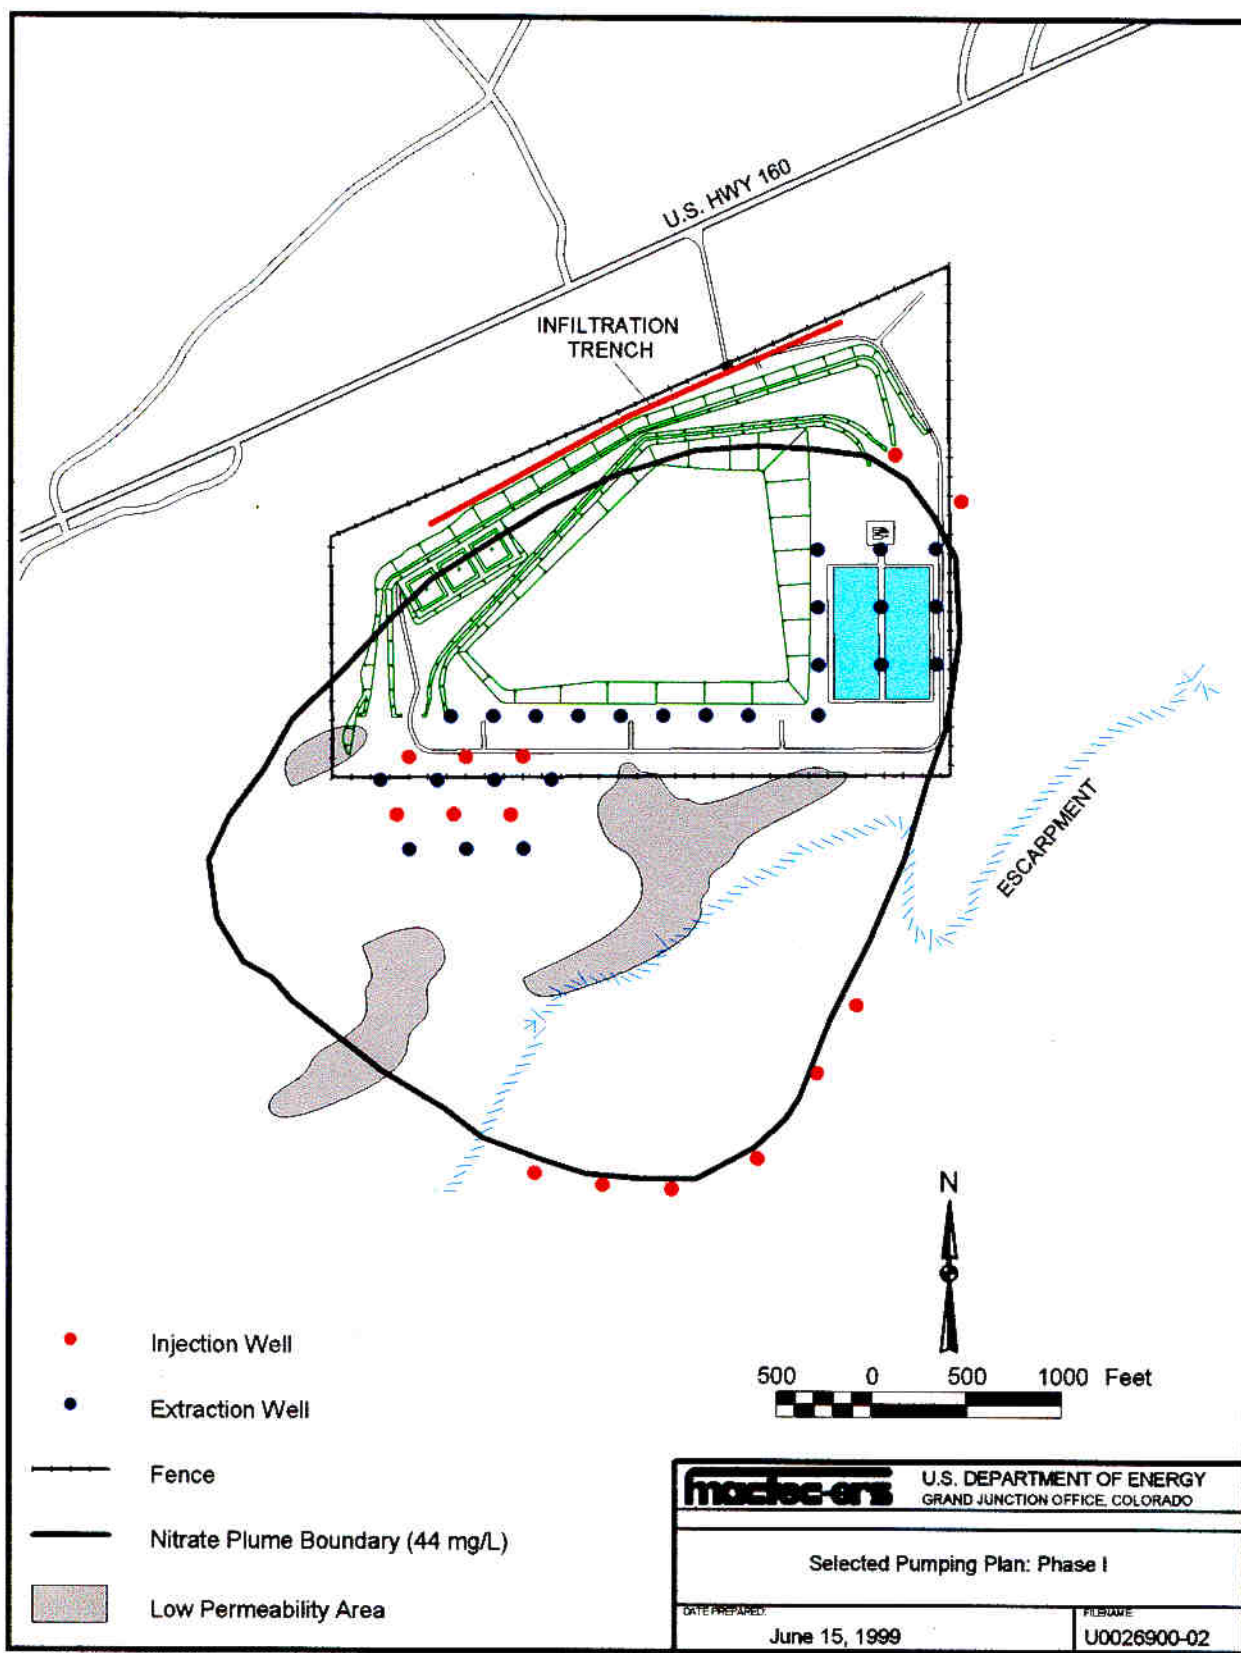 U.S. HWY 160
INFILTRATION
TRENCH
ESCARPMENT
N
500 0 500 1000 Feet
Injection Well
Extraction Well
Fence
Nitrate Plume Boundary (44 mg/L)
Low Permeability Area
mactec-ers
U.S. DEPARTMENT OF ENERGY
GRAND JUNCTION OFFICE, COLORADO
Selected Pumping Plan: Phase I
DATE PREPARED:
June 15, 1999
FILENAME
U0026900-02